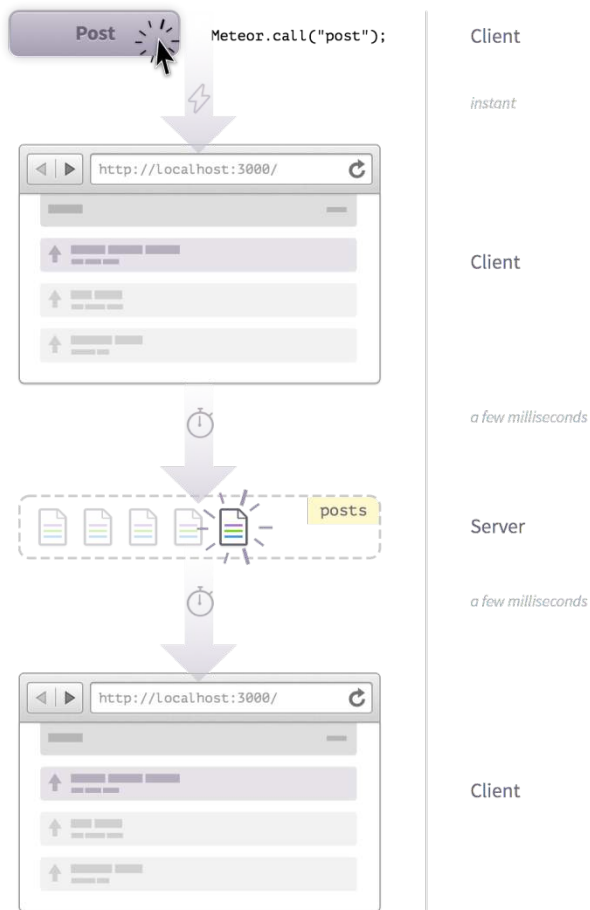 Post
Meteor.call("post");
Client
instant
http://localhost:3000/
Client
a few milliseconds
posts
Server
a few milliseconds
http://localhost:3000/
Client